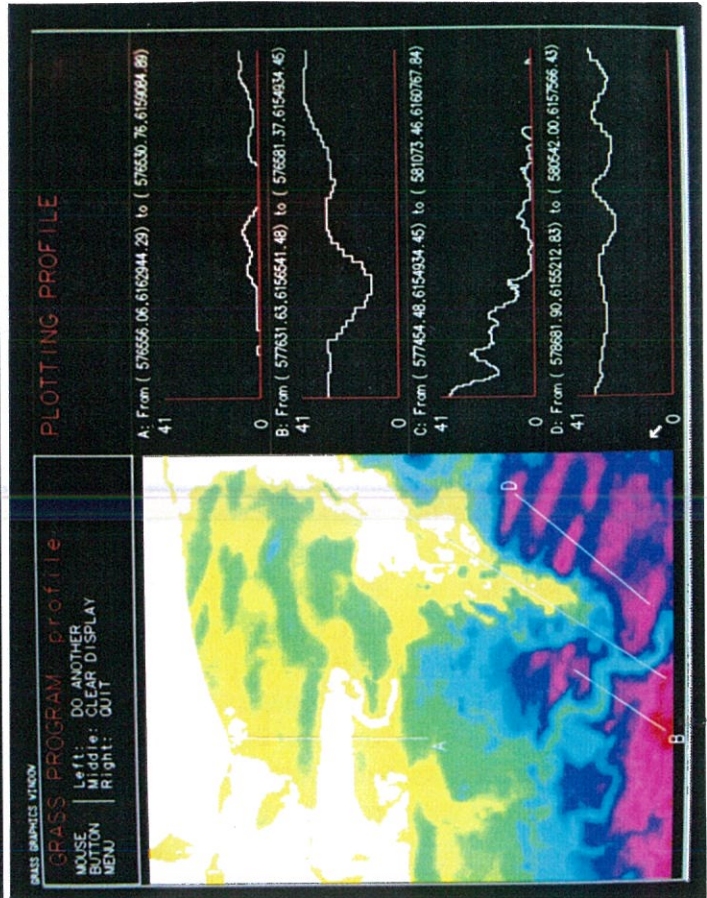 GRASS GRAPHICS WINDOW
GRASS PROGRAM: profile
MOUSE BUTTON MENU
Left: DO ANOTHER
Middle: CLEAR DISPLAY
Right: QUIT
PLOTTING PROFILE
A: From ( 576556.06,6162944.29) to ( 576530.76,6159084.89)
41
0
B: From ( 577631.63,6156541.48) to ( 576581.37,6154934.45)
41
0
C: From ( 577454.48,6154934.45) to ( 581073.46,6160767.84)
41
0
D: From ( 578681.90,6155212.83) to ( 580542.00,6157566.43)
41
0
A
B
D